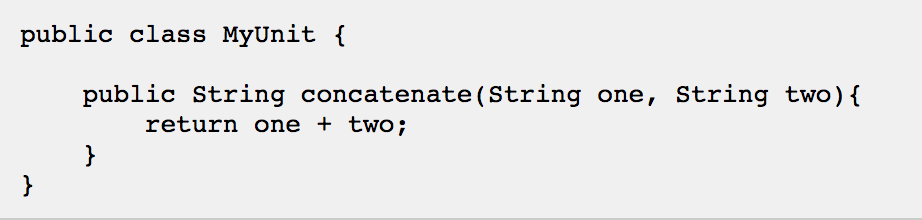 public class MyUnit {
    public String concatenate(String one, String two){
        return one + two;
    }
}